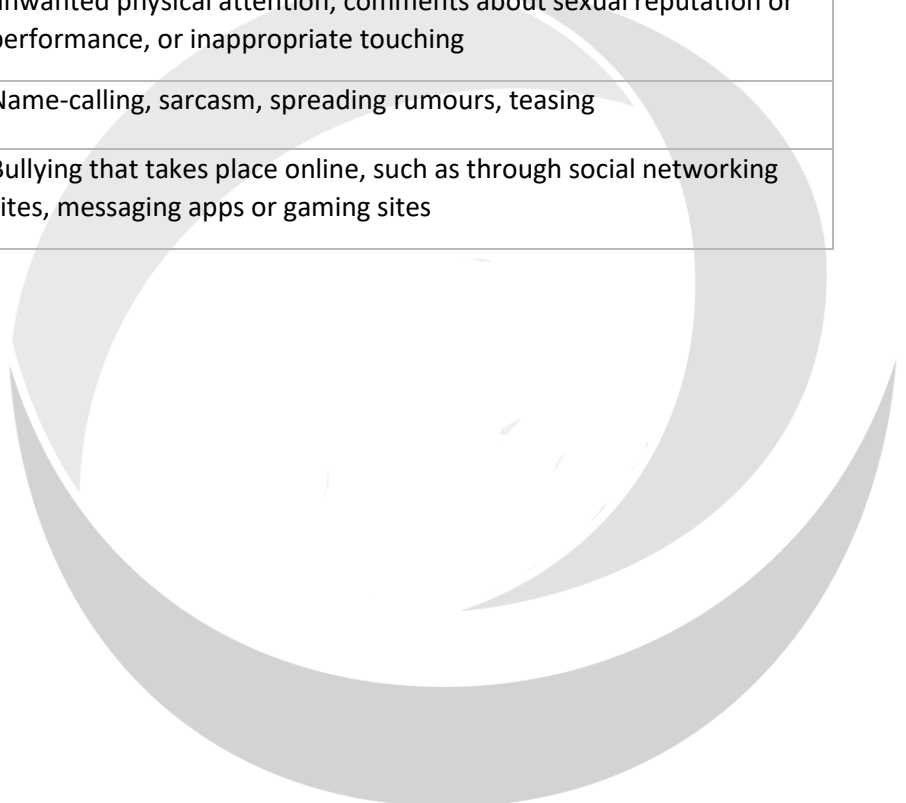 unwanted physical attention, comments about sexual reputation or
performance, or inappropriate touching
Name-calling, sarcasm, spreading rumours, teasing
Bullying that takes place online, such as through social networking
sites, messaging apps or gaming sites